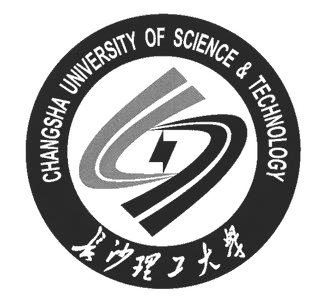 CHANGSHA UNIVERSITY OF SCIENCE & TECHNOLOGY
长沙理工大学